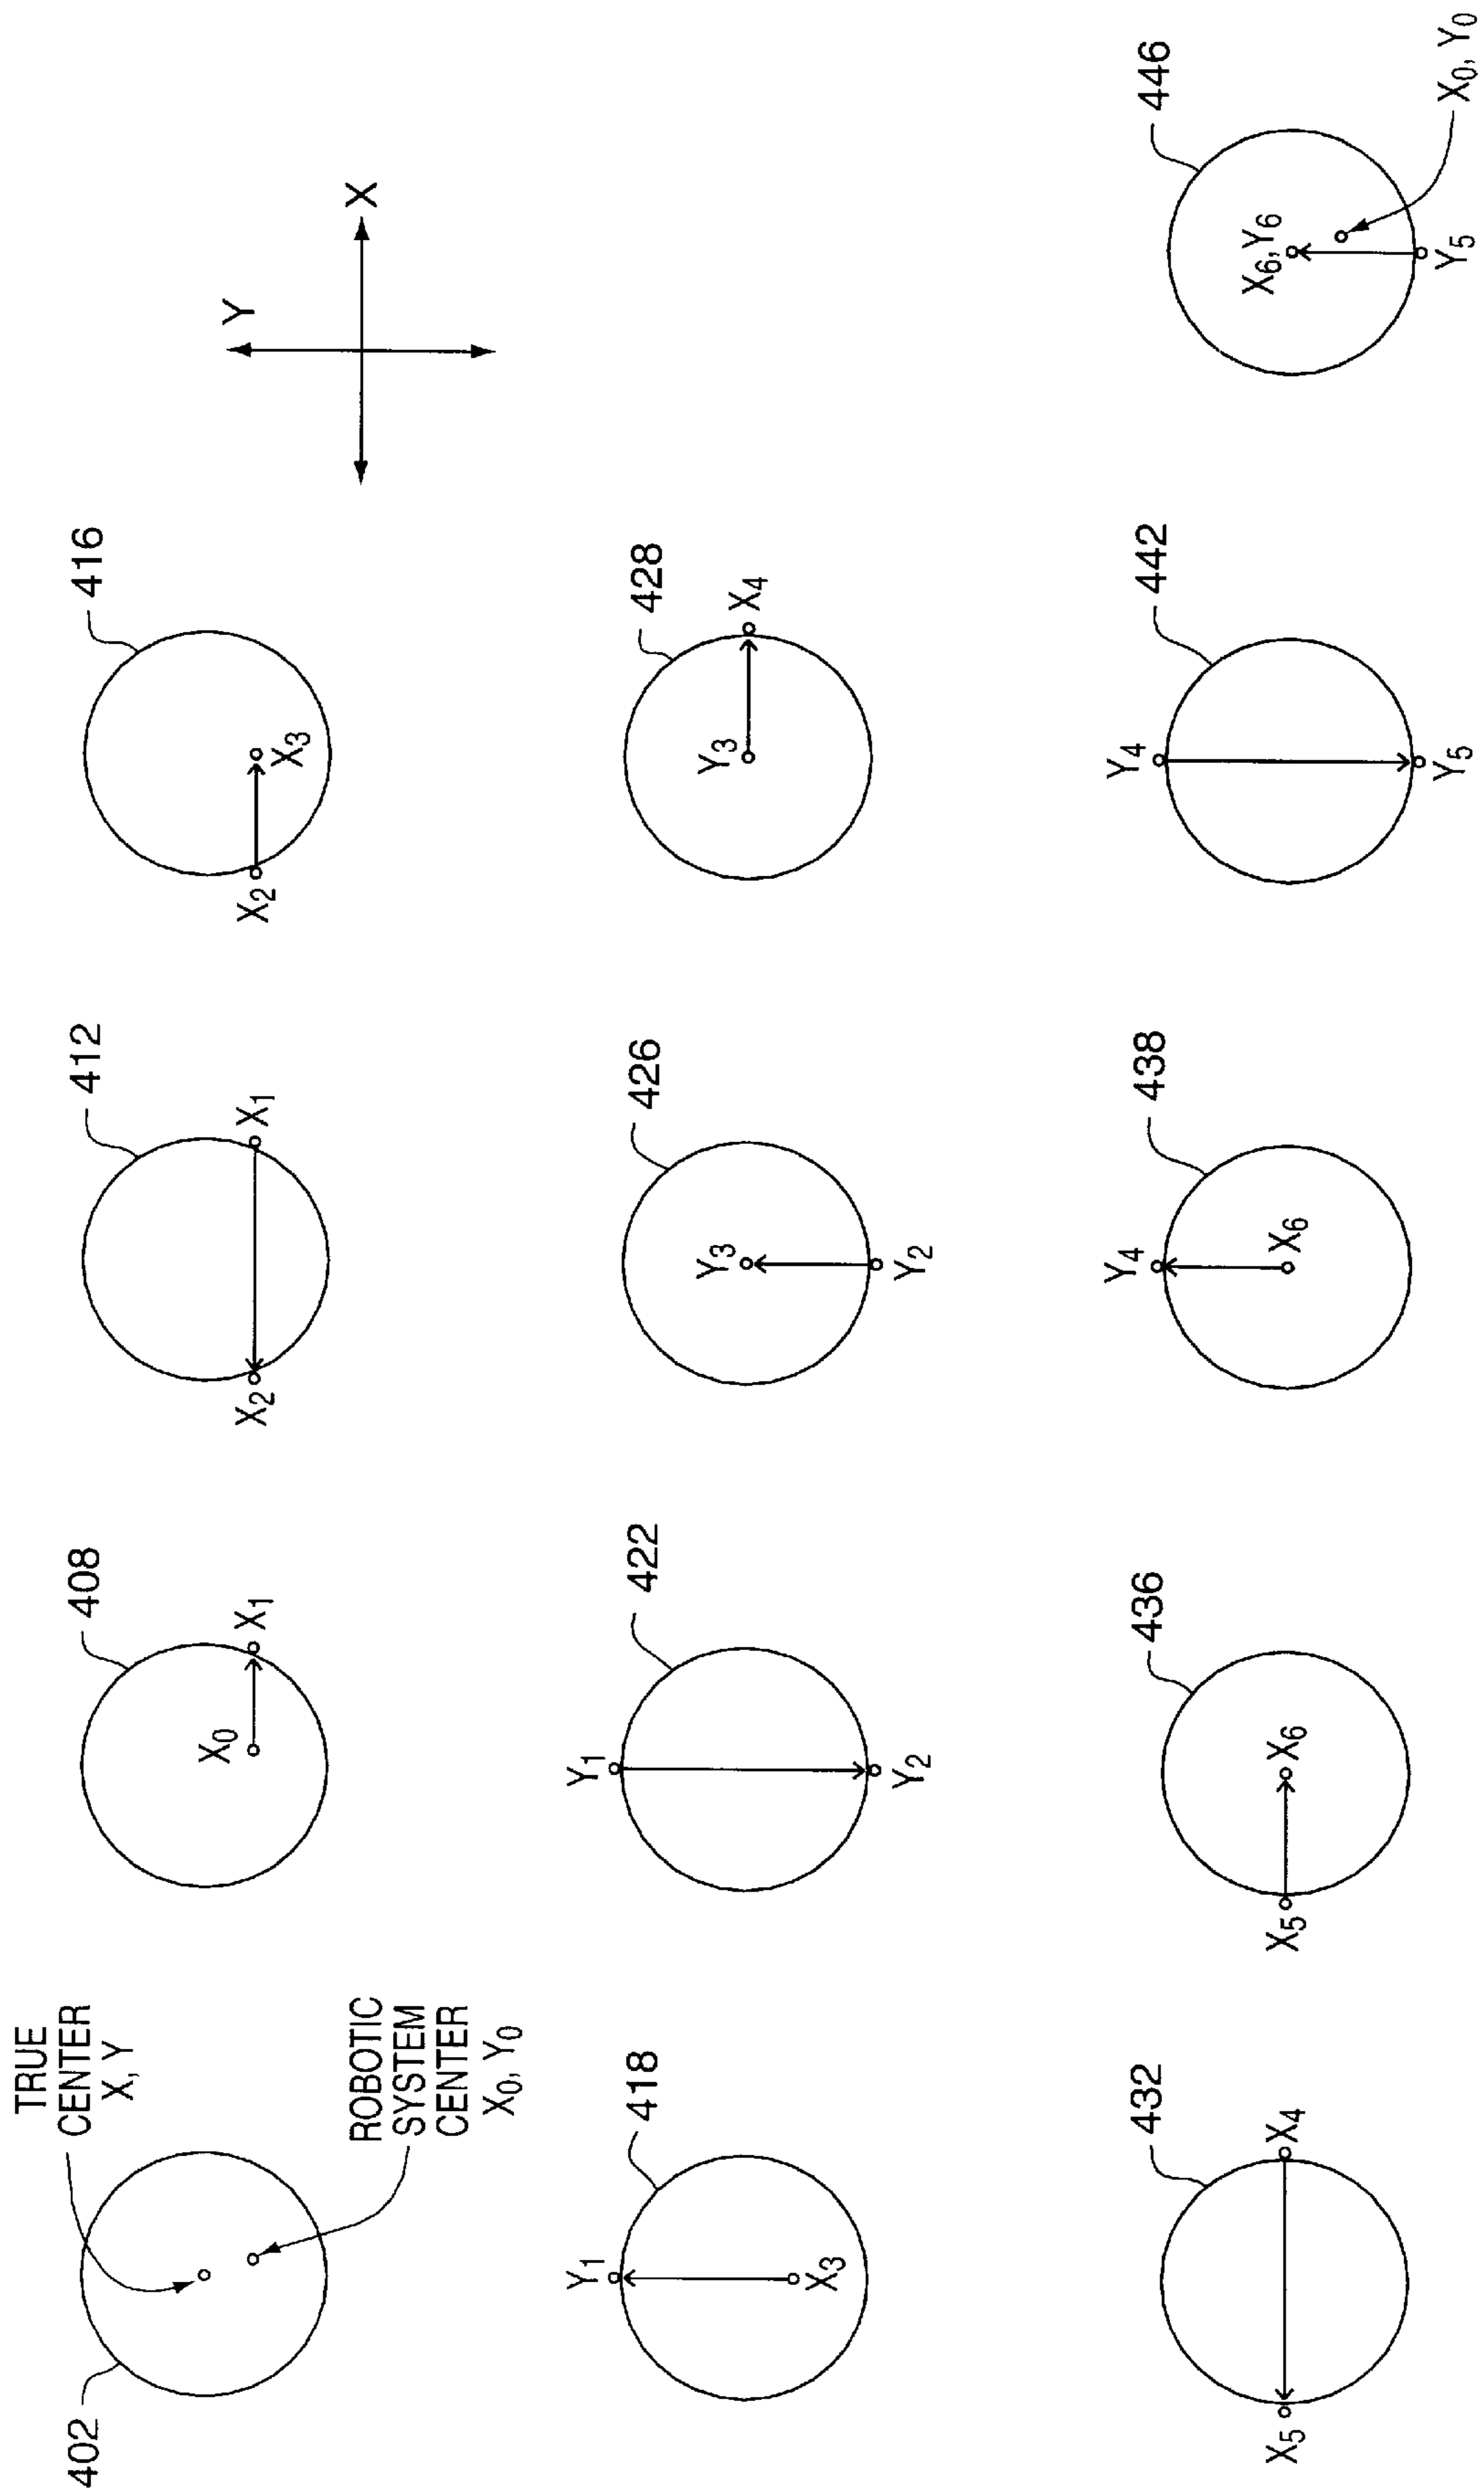 402
TRUE
CENTER
X, Y
ROBOTIC
SYSTEM
CENTER
X₀, Y₀
408
X₀
X₁
412
X₂
X₁
416
X₂
X₃
Y
X
418
Y₁
X₃
422
Y₁
Y₂
426
Y₃
Y₂
428
Y₃
X₄
432
X₅
X₄
436
X₅
X₆
438
Y₄
X₆
442
Y₄
Y₅
446
X₆, Y₆
Y₅
X₀, Y₀